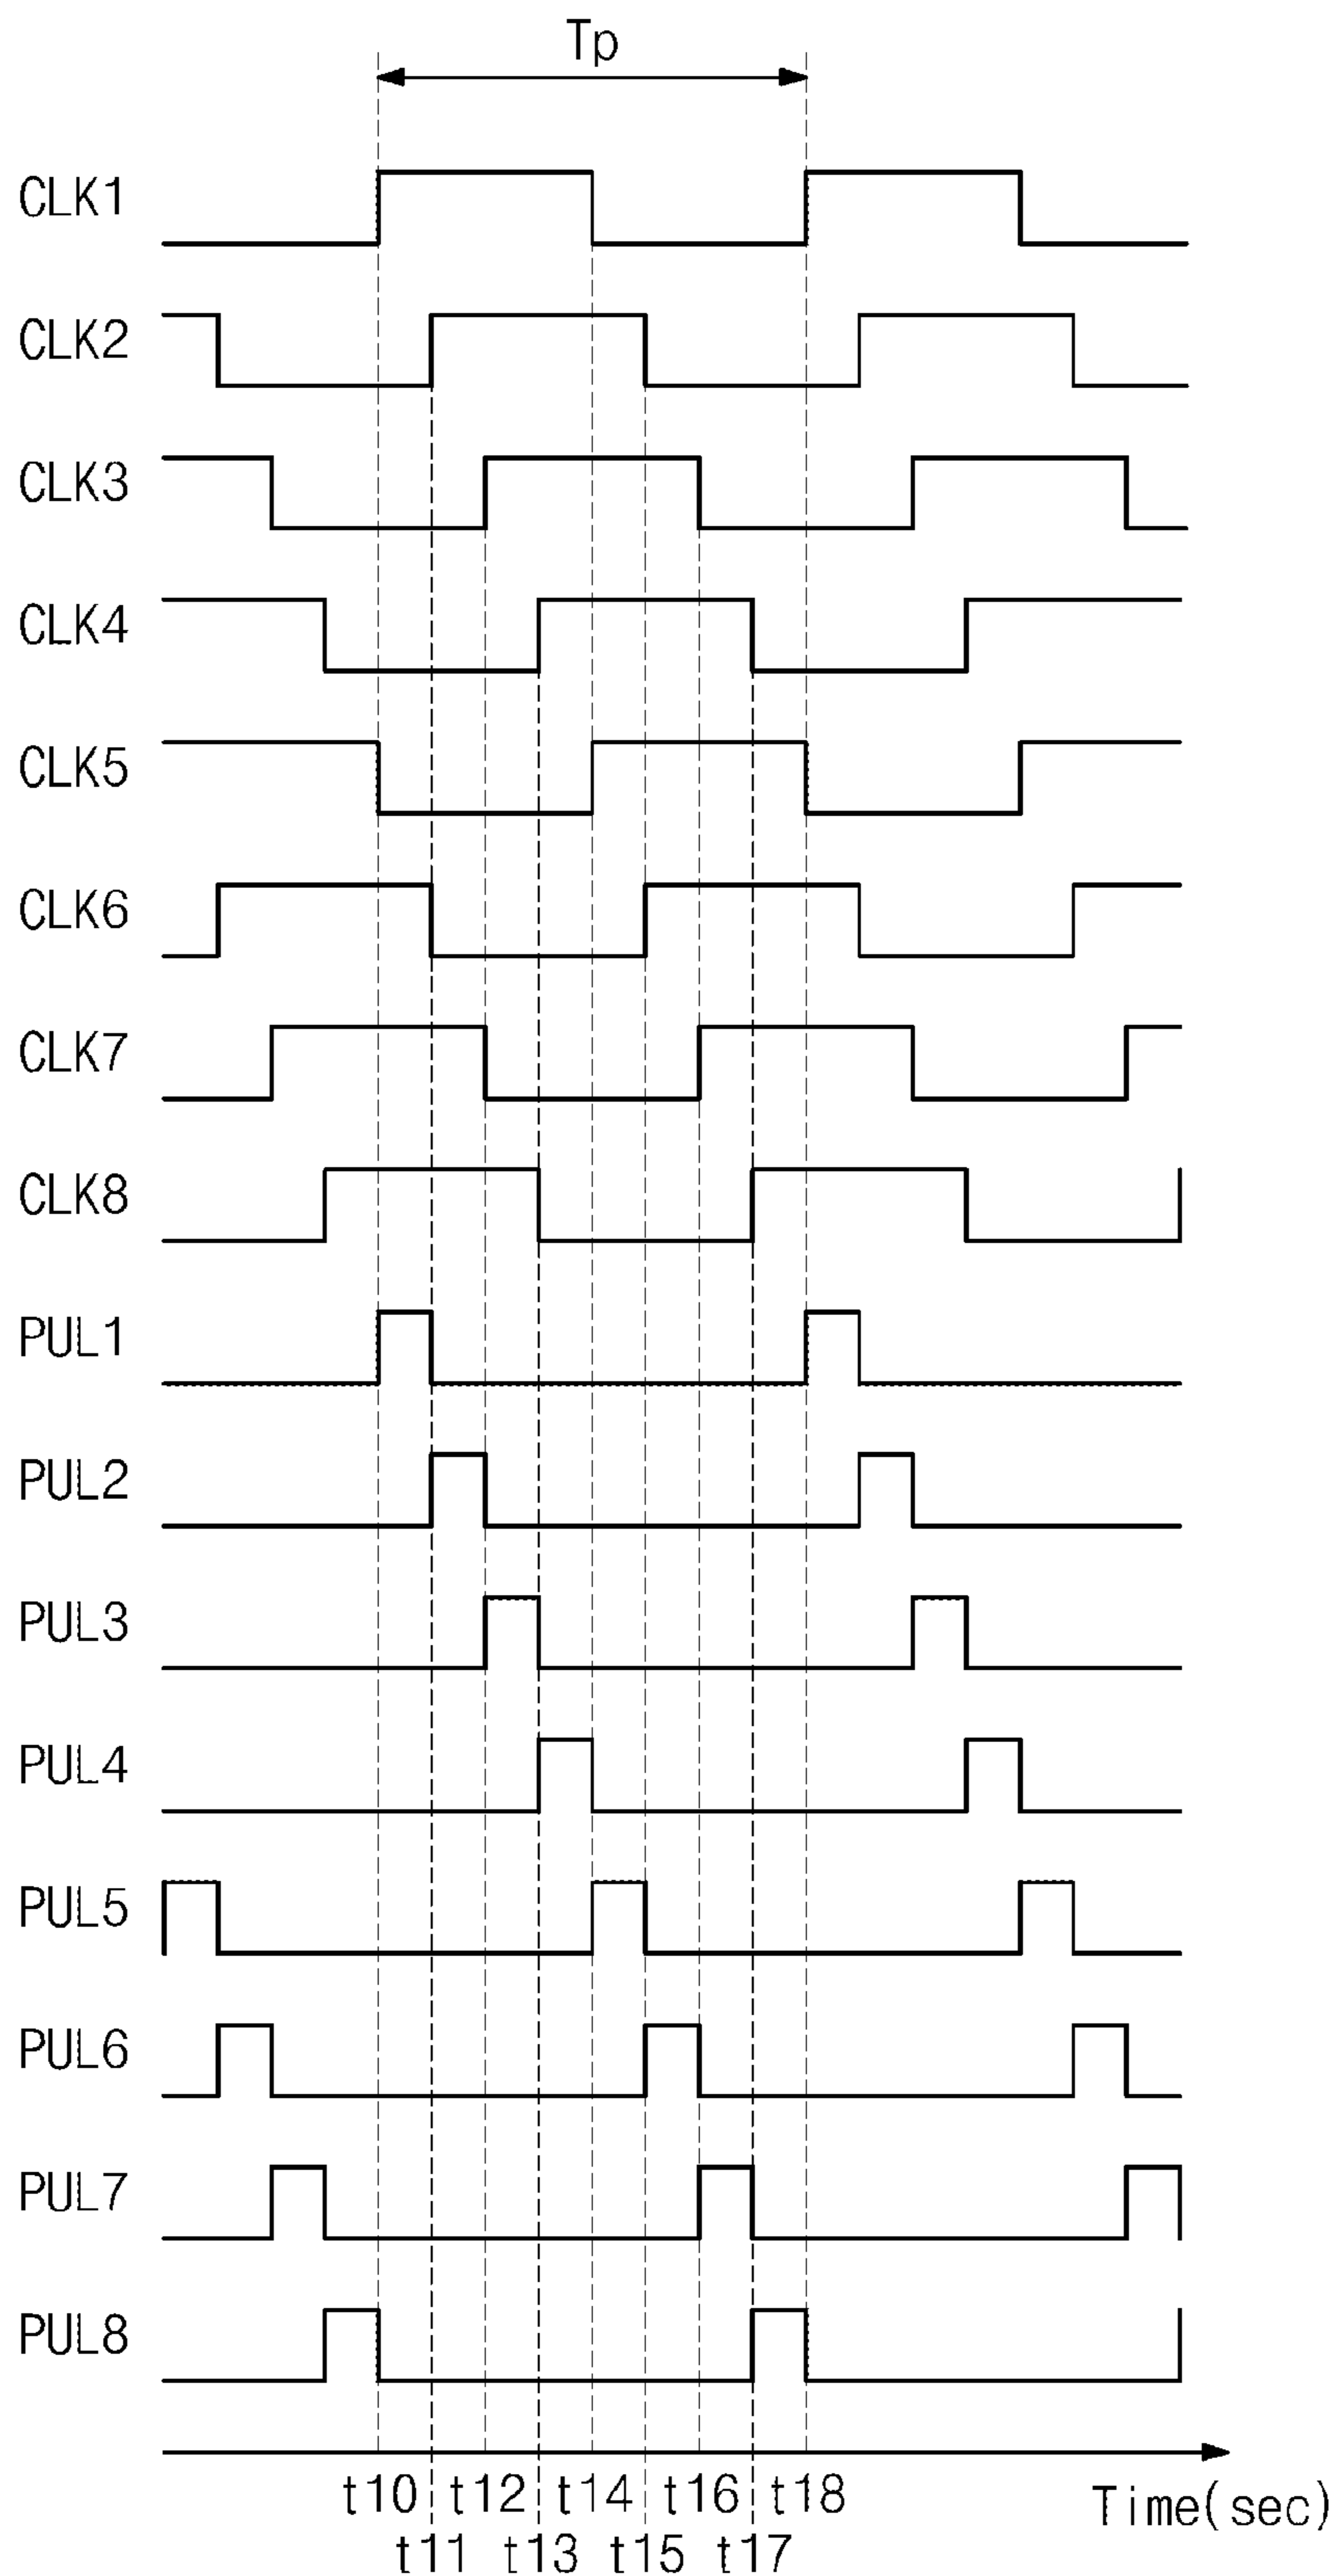 Tp
CLK1
CLK2
CLK3
CLK4
CLK5
CLK6
CLK7
CLK8
PUL1
PUL2
PUL3
PUL4
PUL5
PUL6
PUL7
PUL8
t10 t12 t14 t16 t18 Time(sec)
t11 t13 t15 t17